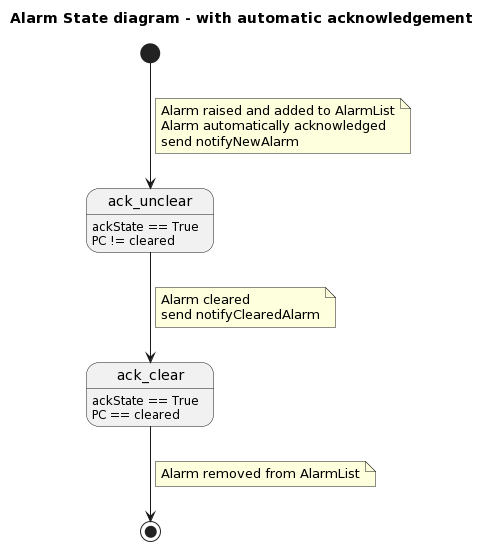 Alarm State diagram - with automatic acknowledgement
Alarm raised and added to AlarmList
Alarm automatically acknowledged
send notifyNewAlarm
ack_unclear
ackState == True
PC != cleared
Alarm cleared
send notifyClearedAlarm
ack_clear
ackState == True
PC == cleared
Alarm removed from AlarmList